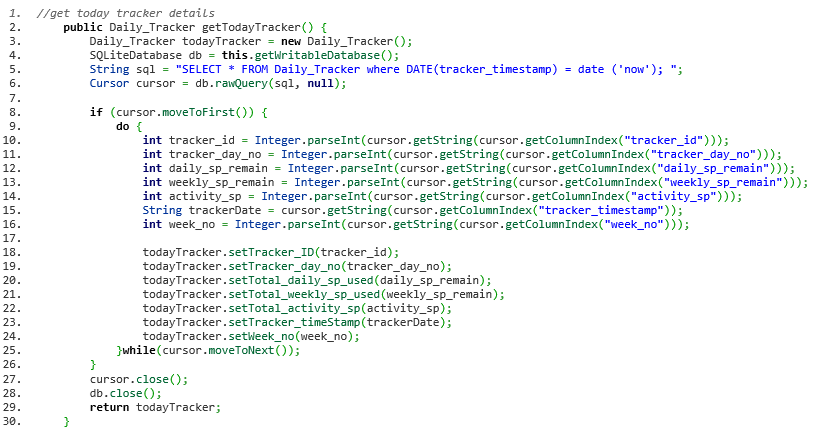 1. //get today tracker details
2. public Daily_Tracker getTodayTracker() {
3. Daily_Tracker todayTracker = new Daily_Tracker();
4. SQLiteDatabase db = this.getWritableDatabase();
5. String sql = "SELECT * FROM Daily_Tracker where DATE(tracker_timestamp) = date ('now'); ";
6. Cursor cursor = db.rawQuery(sql, null);
7.
8. if (cursor.moveToFirst()) {
9. do {
10. int tracker_id = Integer.parseInt(cursor.getString(cursor.getColumnIndex("tracker_id")));
11. int tracker_day_no = Integer.parseInt(cursor.getString(cursor.getColumnIndex("tracker_day_no")));
12. int daily_sp_remain = Integer.parseInt(cursor.getString(cursor.getColumnIndex("daily_sp_remain")));
13. int weekly_sp_remain = Integer.parseInt(cursor.getString(cursor.getColumnIndex("weekly_sp_remain")));
14. int activity_sp = Integer.parseInt(cursor.getString(cursor.getColumnIndex("activity_sp")));
15. String trackerDate = cursor.getString(cursor.getColumnIndex("tracker_timestamp"));
16. int week_no = Integer.parseInt(cursor.getString(cursor.getColumnIndex("week_no")));
17.
18. todayTracker.setTracker_ID(tracker_id);
19. todayTracker.setTracker_day_no(tracker_day_no);
20. todayTracker.setTotal_daily_sp_used(daily_sp_remain);
21. todayTracker.setTotal_weekly_sp_used(weekly_sp_remain);
22. todayTracker.setTotal_activity_sp(activity_sp);
23. todayTracker.setTracker_timeStamp(trackerDate);
24. todayTracker.setWeek_no(week_no);
25. }while(cursor.moveToNext());
26. }
27. cursor.close();
28. db.close();
29. return todayTracker;
30. }